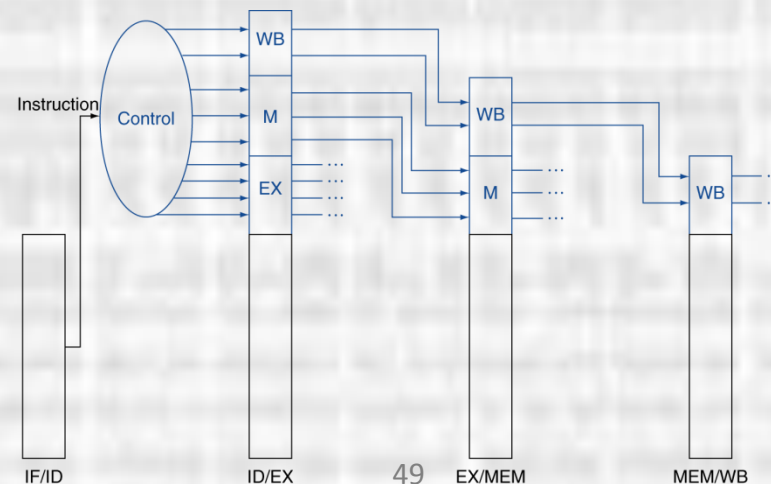 WB
Instruction
Control
M
WB
EX
...
...
...
...
M
...
...
...
WB
...
...
IF/ID
ID/EX
49
EX/MEM
MEM/WB